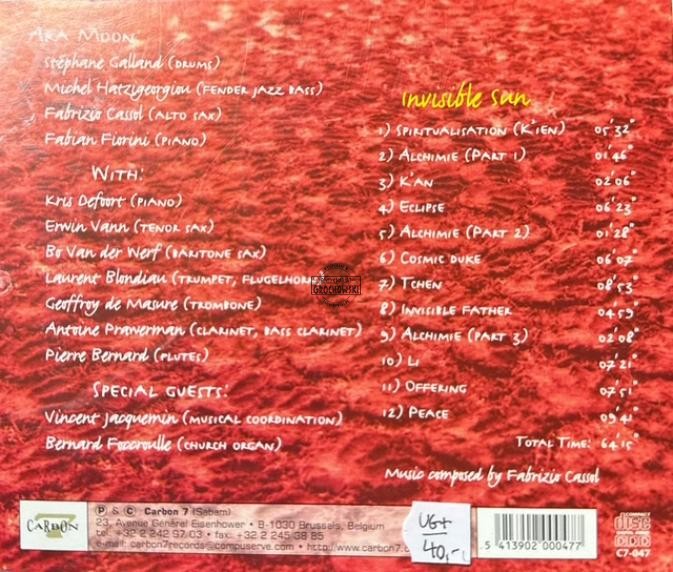 AKA MOON:
Stéphane Galland (DRUMS)
Michel Hatzigeorgiou (FENDER JAZZ BASS)
Fabrizio Cassol (ALTO SAX)
Fabian Fiorini (PIANO)
WITH:
Kris Defoort (PIANO)
Erwin Vann (TENOR SAX)
Bo Van der Werf (BARITONE SAX)
Laurent Blondiau (TRUMPET, FLUGELHORN)
Geoffroy de Masure (TROMBONE)
Antoine Prawerman (CLARINET, BASS CLARINET)
Pierre Bernard (FLUTES)
SPECIAL GUESTS:
Vincent Jacquemin (MUSICAL COORDINATION)
Bernard Foccroulle (CHURCH ORGAN)
GROCHOWSKI
Invisible Sun
1) SPIRITUALISATION (K'IEN) 05'32"
2) ALCHIMIE (PART 1) 01'46"
3) K'AN 02'06"
4) ECLIPSE 06'23"
5) ALCHIMIE (PART 2) 01'28"
6) COSMIC DUKE 06'07"
7) TCHEN 08'53"
8) INVISIBLE FATHER 04'59"
9) ALCHIMIE (PART 3) 02'08"
10) LI 07'21"
11) OFFERING 07'51"
12) PEACE 09'41"
TOTAL TIME: 64'15"
Music composed by Fabrizio Cassol
CARBON 7
Ⓟ & © Carbon 7 (Sabam)
23, Avenue Général Eisenhower • B-1030 Brussels, Belgium
tel +32 2 242 97 03 • fax: +32 2 245 38 85
e-mail: carbon7records@compuserve.com • http://www.carbon7.
VG+
40,-
5 413902 000477
COMPACT
disc
DIGITAL AUDIO
DDD
C7-047